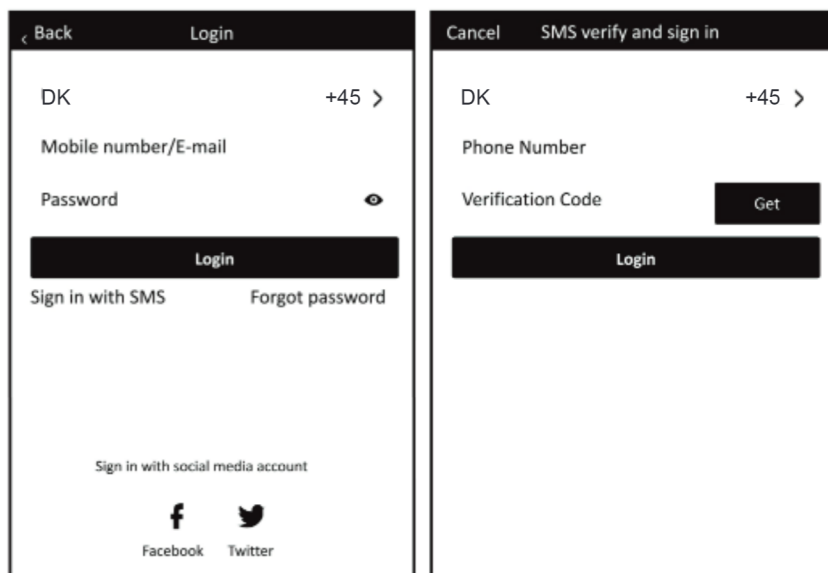 Back Login
DK +45
Mobile number/E-mail
Password
Login
Sign in with SMS Forgot password
Sign in with social media account
Facebook Twitter
Cancel SMS verify and sign in
DK +45
Phone Number
Verification Code Get
Login